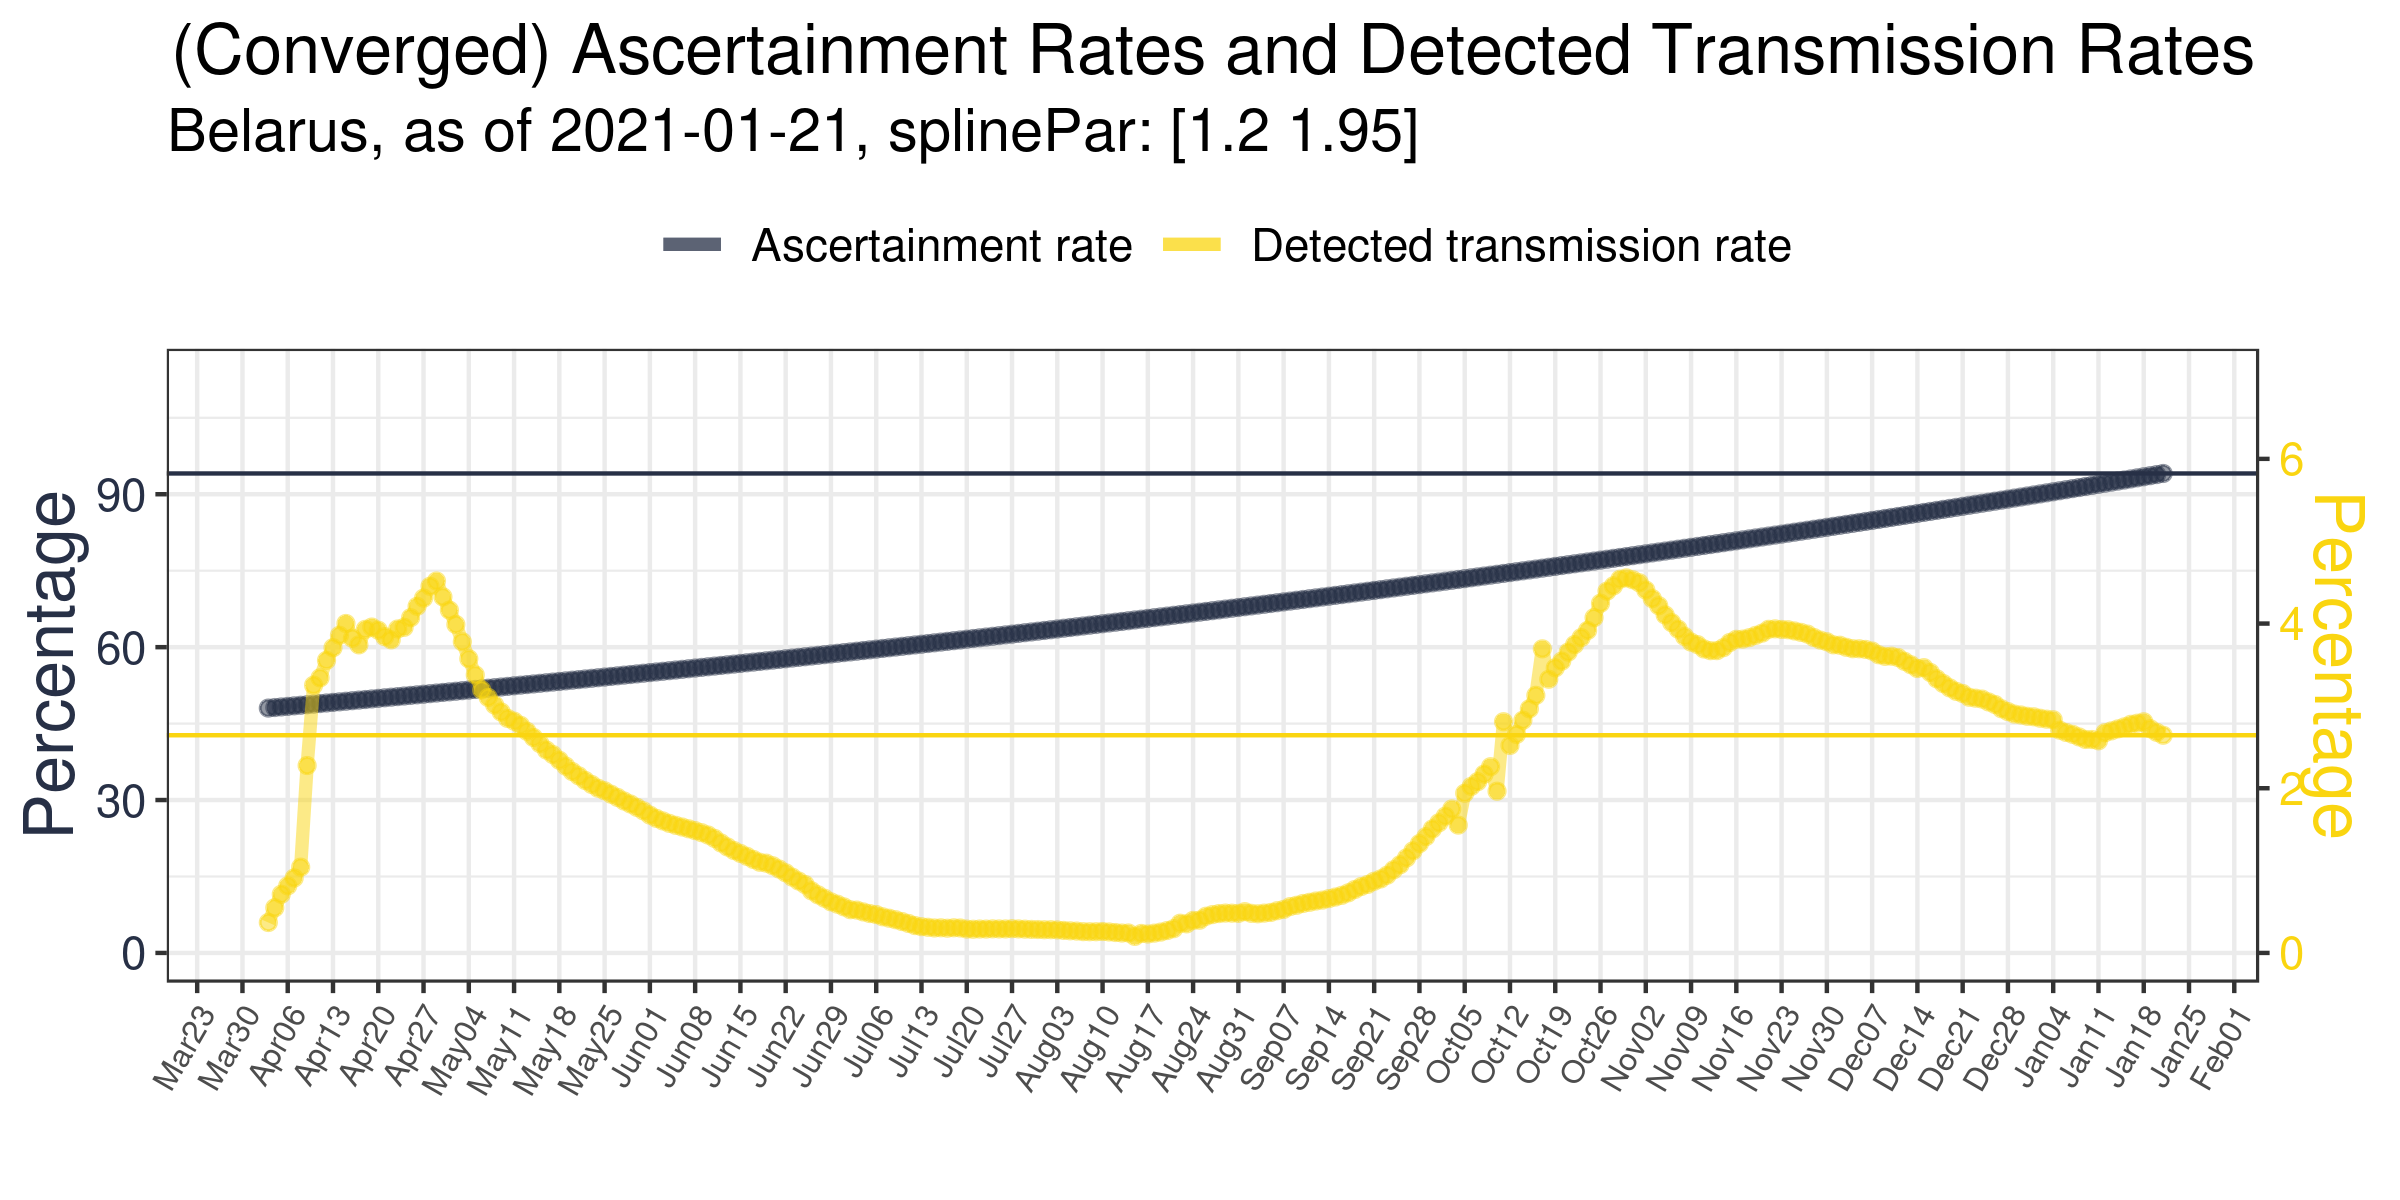 (Converged) Ascertainment Rates and Detected Transmission Rates
Belarus, as of 2021-01-21, splinePar: [1.2 1.95]
Ascertainment rate Detected transmission rate
Percentage
90
60
30
0
6
4
2
0
Percentage
Mar23 Mar30 Apr06 Apr13 Apr20 Apr27 May04 May11 May18 May25 Jun01 Jun08 Jun15 Jun22 Jun29 Jul06 Jul13 Jul20 Jul27 Aug03 Aug10 Aug17 Aug24 Aug31 Sep07 Sep14 Sep21 Sep28 Oct05 Oct12 Oct19 Oct26 Nov02 Nov09 Nov16 Nov23 Nov30 Dec07 Dec14 Dec21 Dec28 Jan04 Jan11 Jan18 Jan25 Feb01